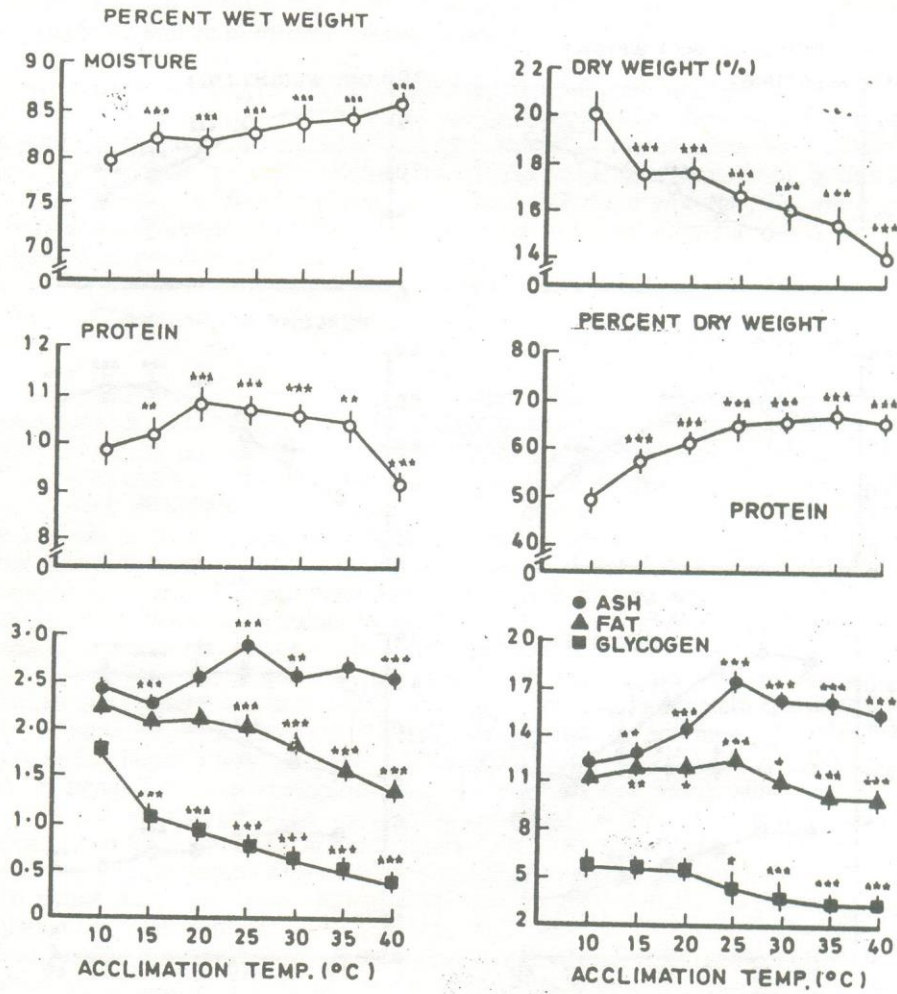 PERCENT WET WEIGHT
MOISTURE
90
85
80
75
70
0
DRY WEIGHT (%)
22
20
18
16
14
0
PROTEIN
12
11
10
9
8
0
PERCENT DRY WEIGHT
80
70
60
50
40
0
PROTEIN
3.0
2.5
2.0
1.5
1.0
0.5
0
10 15 20 25 30 35 40
ACCLIMATION TEMP. (°C)
ASH
FAT
GLYCOGEN
20
17
14
11
8
5
2
10 15 20 25 30 35 40
ACCLIMATION TEMP. (°C)